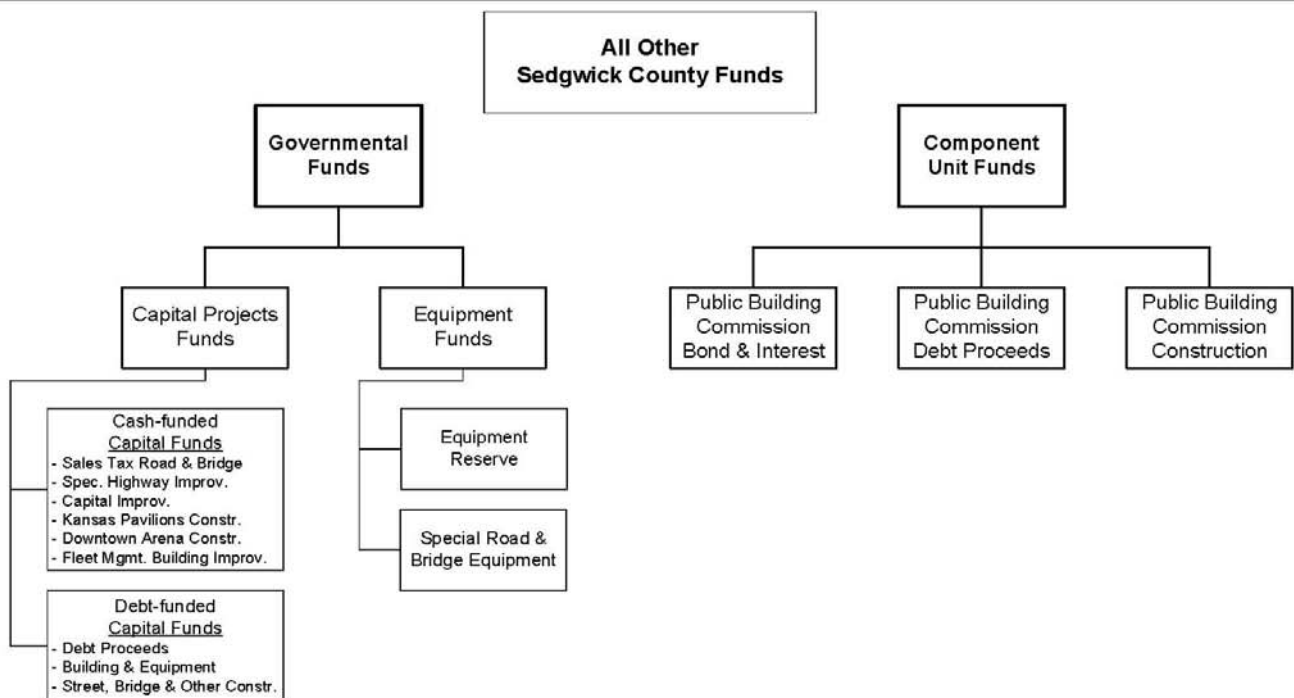 All Other
Sedgwick County Funds
Governmental
Funds
Component
Unit Funds
Capital Projects
Funds
Equipment
Funds
Public Building
Commission
Bond & Interest
Public Building
Commission
Debt Proceeds
Public Building
Commission
Construction
Cash-funded
Capital Funds
- Sales Tax Road & Bridge
- Spec. Highway Improv.
- Capital Improv.
- Kansas Pavilions Constr.
- Downtown Arena Constr.
- Fleet Mgmt. Building Improv.
Equipment
Reserve
Special Road &
Bridge Equipment
Debt-funded
Capital Funds
- Debt Proceeds
- Building & Equipment
- Street, Bridge & Other Constr.